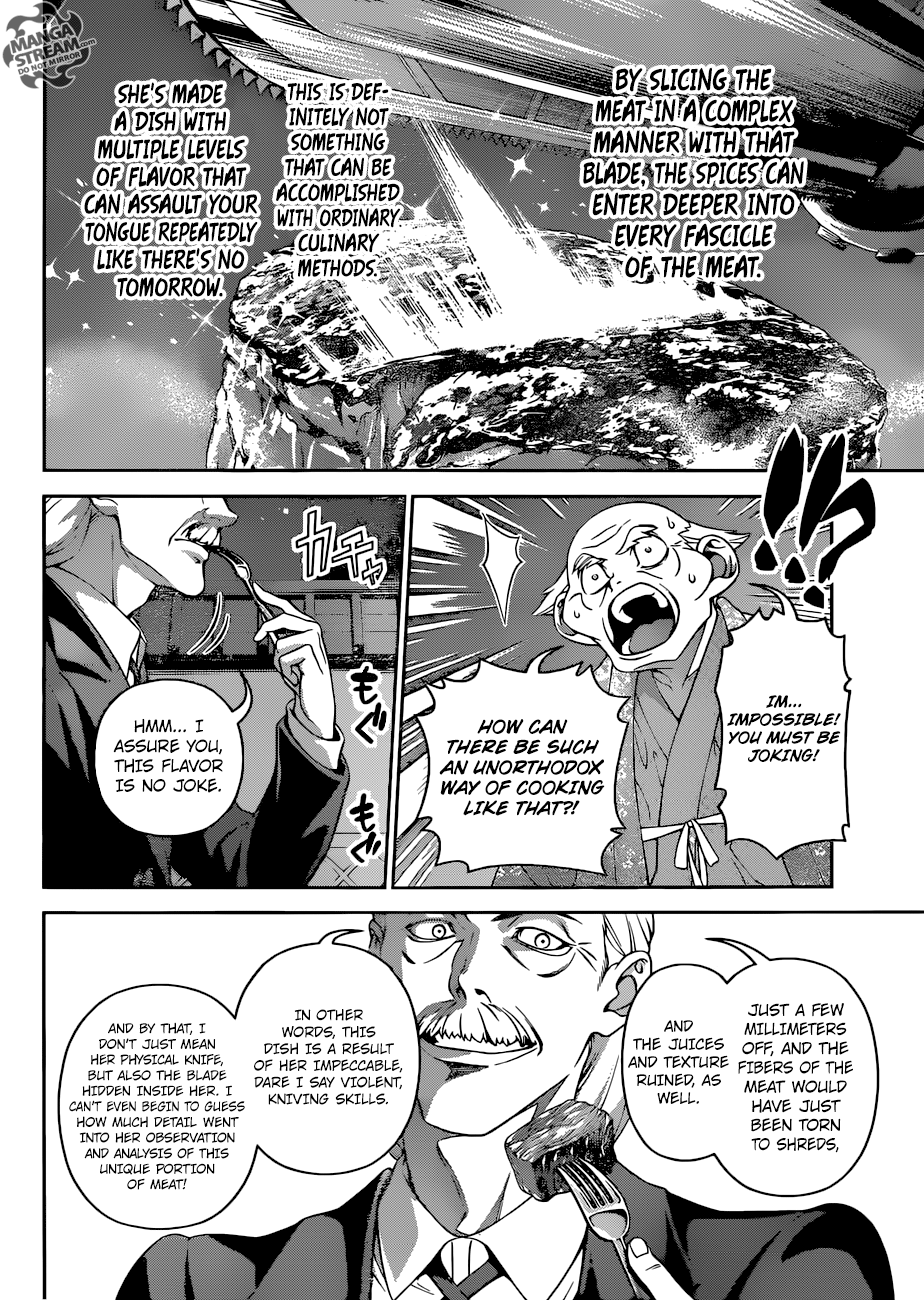 MANGA
STREAM.com
DO NOT MIRROR
BY SLICING THE
MEAT IN A COMPLEX
MANNER WITH THAT
BLADE, THE SPICES CAN
ENTER DEEPER INTO
EVERY FASCICLE
OF THE MEAT.
THIS IS DEF-
INITELY NOT
SOMETHING
THAT CAN BE
ACCOMPLISHED
WITH ORDINARY
CULINARY
METHODS.
SHE'S MADE
A DISH WITH
MULTIPLE LEVELS
OF FLAVOR THAT
CAN ASSAULT YOUR
TONGUE REPEATEDLY
LIKE THERE'S NO
TOMORROW.
!!?
IM...
IMPOSSIBLE!
YOU MUST BE
JOKING!
HOW CAN
THERE BE SUCH
AN UNORTHODOX
WAY OF COOKING
LIKE THAT?!
カチャ
もぐ
もぐ
HMM... I
ASSURE YOU,
THIS FLAVOR
IS NO JOKE.
JUST A FEW
MILLIMETERS
OFF, AND THE
FIBERS OF THE
MEAT WOULD
HAVE JUST
BEEN TORN
TO SHREDS,
AND
THE JUICES
AND TEXTURE
RUINED, AS
WELL.
IN OTHER
WORDS, THIS
DISH IS A RESULT
OF HER IMPECCABLE,
DARE I SAY VIOLENT,
KNIVING SKILLS.
AND BY THAT, I
DON'T JUST MEAN
HER PHYSICAL KNIFE,
BUT ALSO THE BLADE
HIDDEN INSIDE HER. I
CAN'T EVEN BEGIN TO GUESS
HOW MUCH DETAIL WENT
INTO HER OBSERVATION
AND ANALYSIS OF THIS
UNIQUE PORTION
OF MEAT!